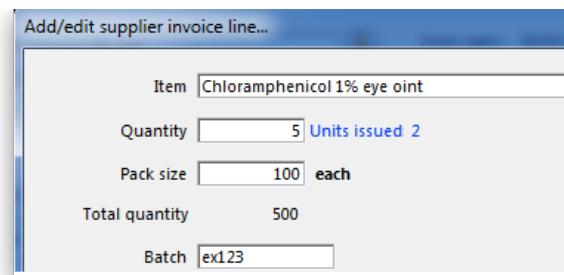 Add/edit supplier invoice line...
Item Chloramphenicol 1% eye oint
Quantity 5 Units issued: 2
Pack size 100 each
Total quantity 500
Batch ex123